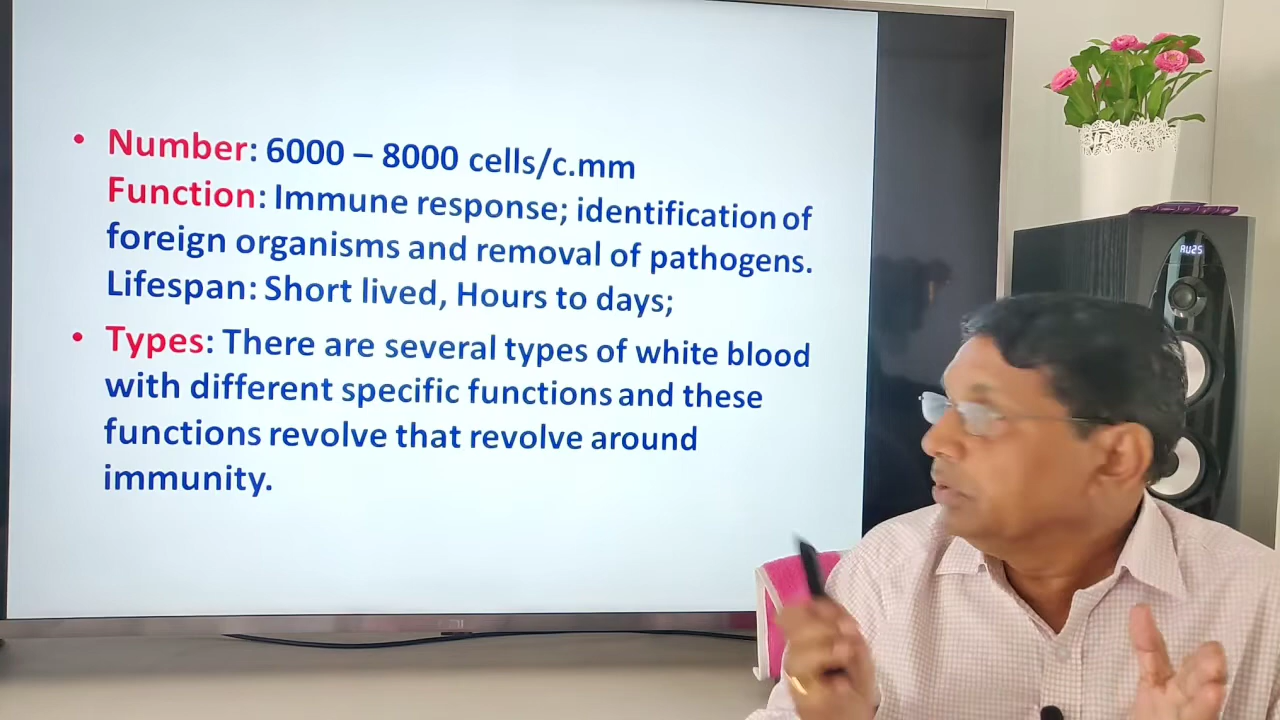 • Number: 6000 – 8000 cells/c.mm
Function: Immune response; identification of
foreign organisms and removal of pathogens.
Lifespan: Short lived, Hours to days;
• Types: There are several types of white blood
with different specific functions and these
functions revolve that revolve around
immunity.
AU25